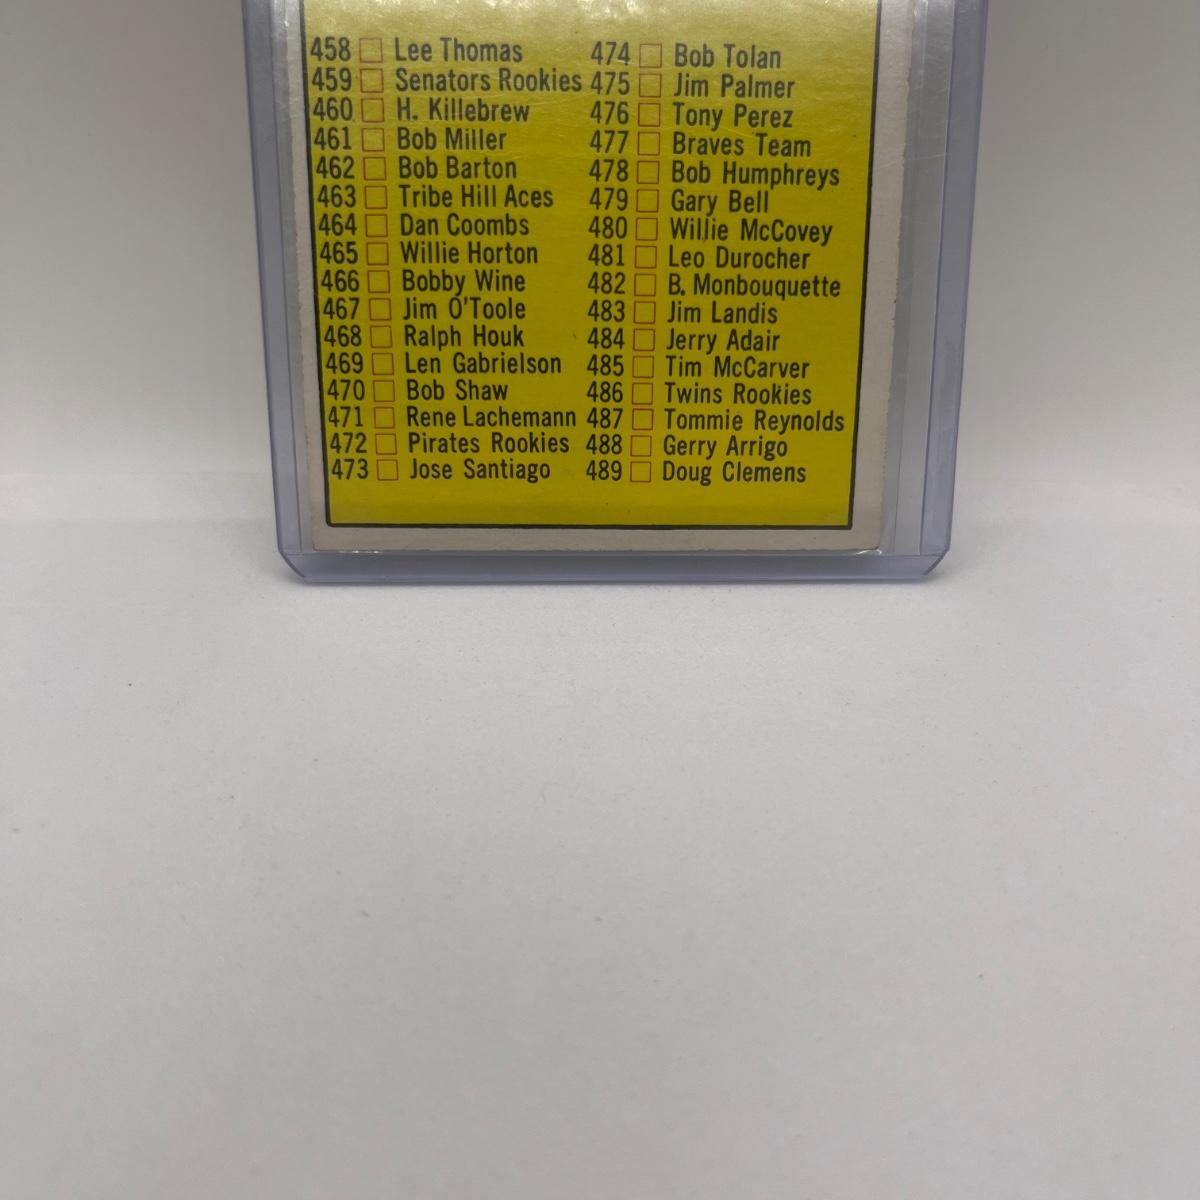 458 Lee Thomas
459 Senators Rookies
460 H. Killebrew
461 Bob Miller
462 Bob Barton
463 Tribe Hill Aces
464 Dan Coombs
465 Willie Horton
466 Bobby Wine
467 Jim O'Toole
468 Ralph Houk
469 Len Gabrielson
470 Bob Shaw
471 Rene Lachemann
472 Pirates Rookies
473 Jose Santiago
474 Bob Tolan
475 Jim Palmer
476 Tony Perez
477 Braves Team
478 Bob Humphreys
479 Gary Bell
480 Willie McCovey
481 Leo Durocher
482 B. Monbouquette
483 Jim Landis
484 Jerry Adair
485 Tim McCarver
486 Twins Rookies
487 Tommie Reynolds
488 Gerry Arrigo
489 Doug Clemens